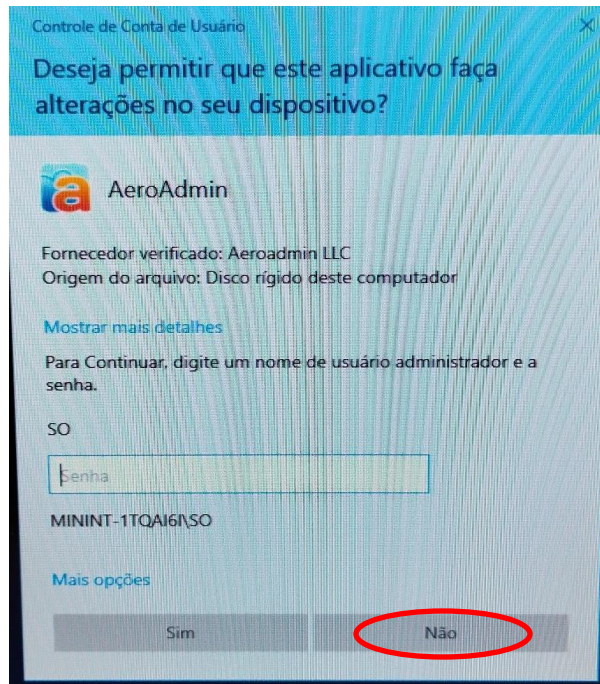 Controle de Conta de Usuário
Deseja permitir que este aplicativo faça
alterações no seu dispositivo?
a AeroAdmin
Fornecedor verificado: Aeroadmin LLC
Origem do arquivo: Disco rígido deste computador
Mostrar mais detalhes
Para Continuar, digite um nome de usuário administrador e a
senha.
SO
Senha
MININT-1TQAI6I\SO
Mais opções
Sim Não